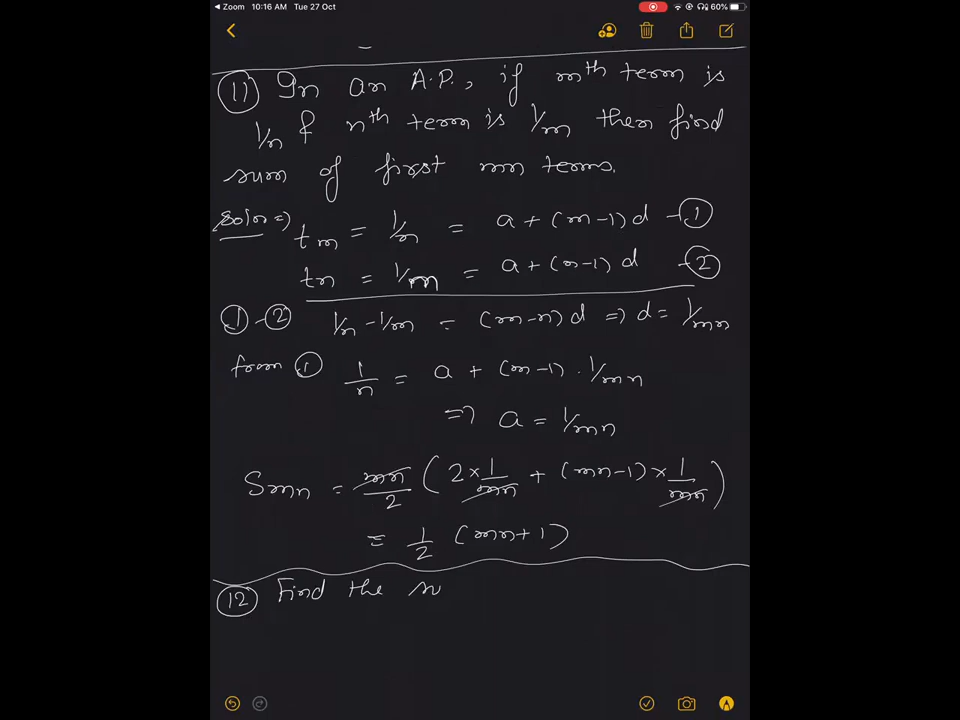 Zoom 10:16 AM Tue 27 Oct 60%
11) In an A.P., if mth term is
1/n & nth term is 1/m then find
sum of first mn terms.
Soln ⇒ tm = 1/n = a + (m-1)d -①
tn = 1/m = a + (n-1)d -②
① - ② 1/n - 1/m = (m-n)d ⇒ d = 1/mn
from ① 1/n = a + (m-1) . 1/mn
⇒ a = 1/mn
Smn = mn/2 (2 × 1/mn + (mn-1) × 1/mn)
= 1/2 (mn+1)
12 Find the su